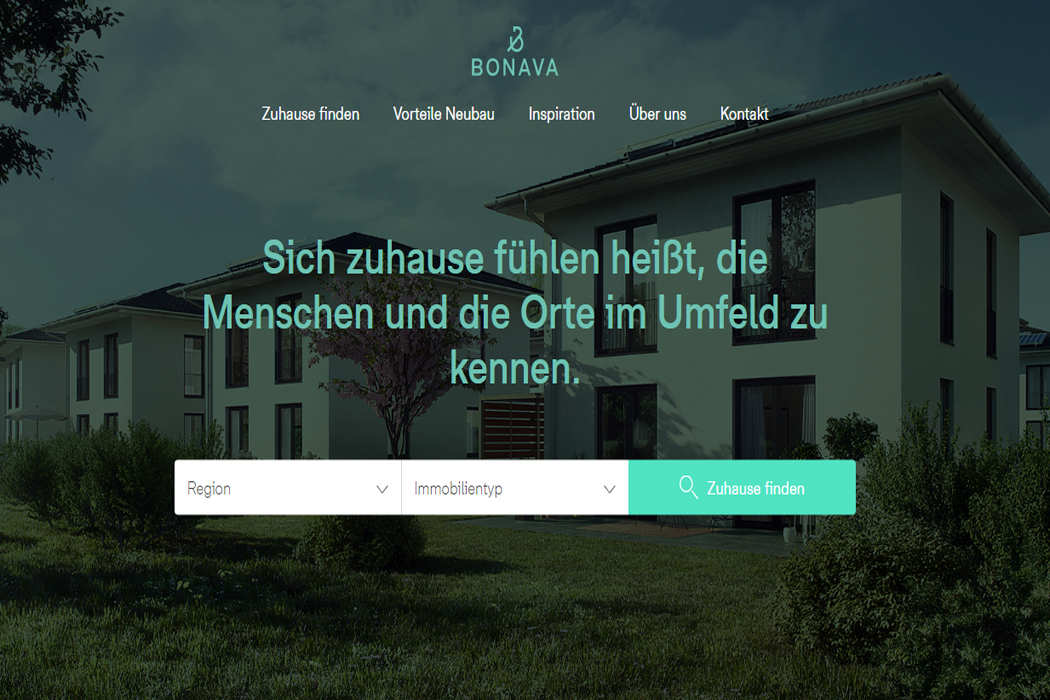 BONAVA
Zuhause finden Vorteile Neubau Inspiration Über uns Kontakt
Sich zuhause fühlen heißt, die
Menschen und die Orte im Umfeld zu
kennen.
Region Immobilientyp Zuhause finden